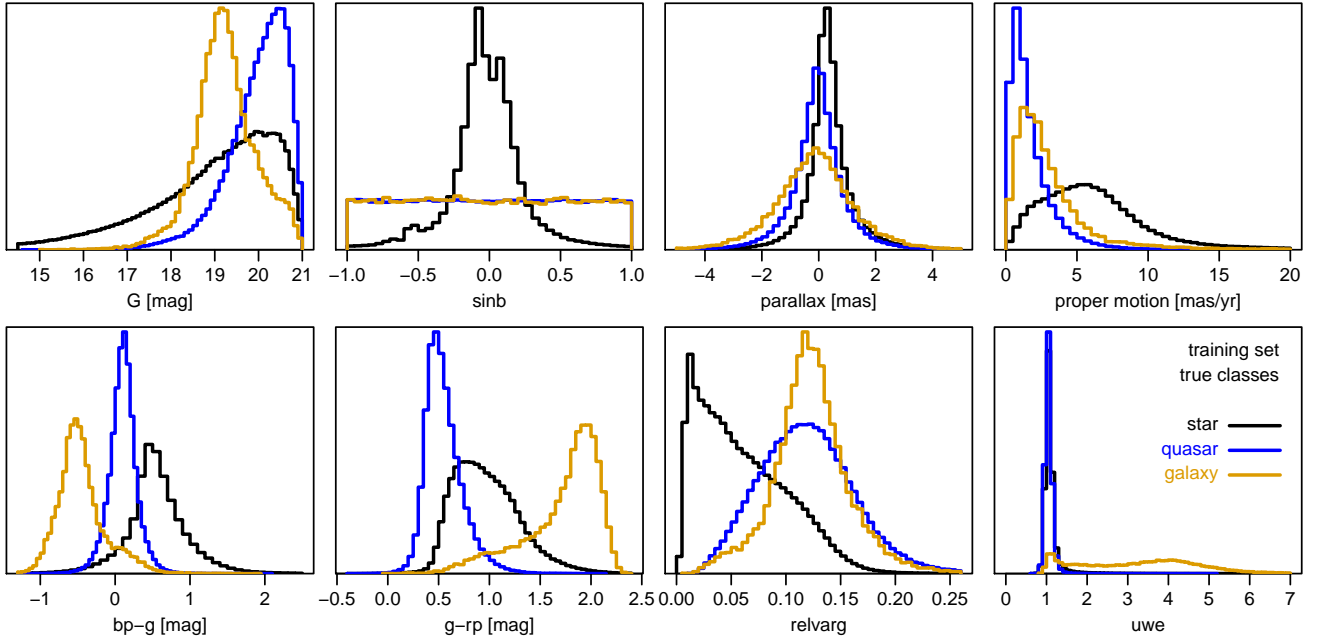 15 16 17 18 19 20 21
G [mag]
−1.0 −0.5 0.0 0.5 1.0
sinb
−4 −2 0 2 4
parallax [mas]
0 5 10 15 20
proper motion [mas/yr]
−1 0 1 2
bp−g [mag]
−0.5 0.0 0.5 1.0 1.5 2.0 2.5
g−rp [mag]
0.00 0.05 0.10 0.15 0.20 0.25
relvarg
training set
true classes
star
quasar
galaxy
0 1 2 3 4 5 6 7
uwe